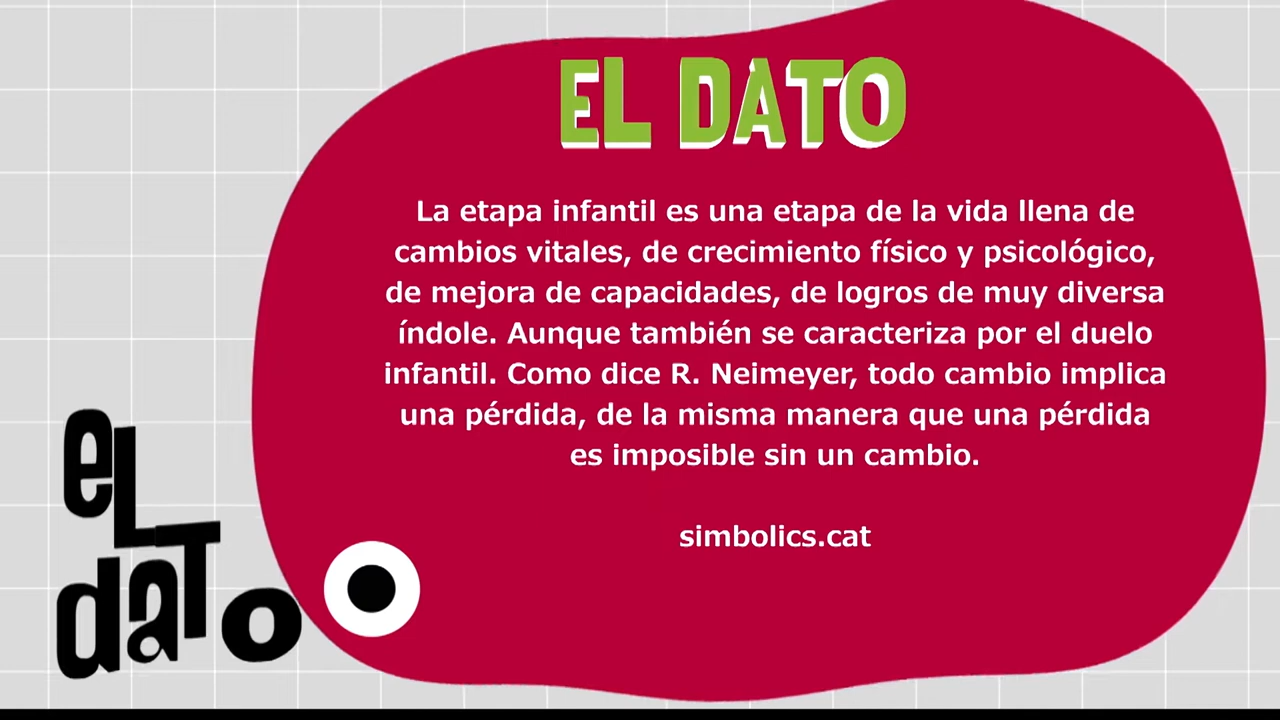 EL DATO
La etapa infantil es una etapa de la vida llena de
cambios vitales, de crecimiento físico y psicológico,
de mejora de capacidades, de logros de muy diversa
índole. Aunque también se caracteriza por el duelo
infantil. Como dice R. Neimeyer, todo cambio implica
una pérdida, de la misma manera que una pérdida
es imposible sin un cambio.
simbolics.cat
eL
daTo